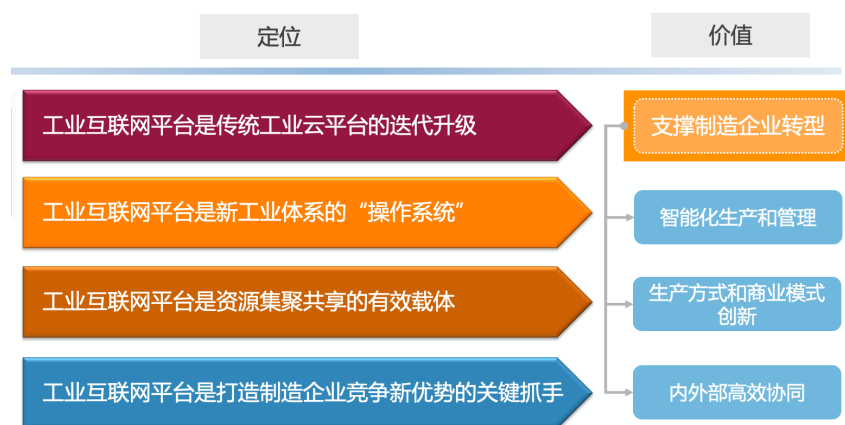 定位
价值
工业互联网平台是传统工业云平台的迭代升级
支撑制造企业转型
工业互联网平台是新工业体系的“操作系统”
智能化生产和管理
工业互联网平台是资源集聚共享的有效载体
生产方式和商业模式
创新
工业互联网平台是打造制造企业竞争新优势的关键抓手
内外部高效协同